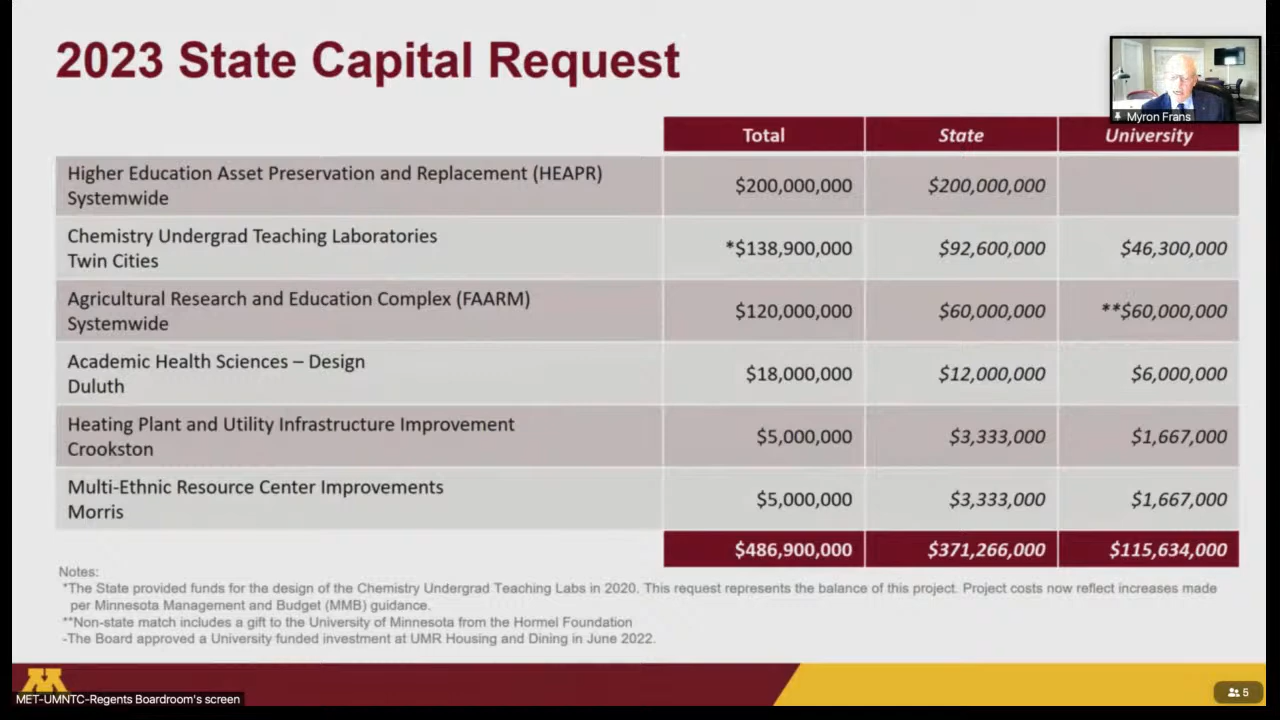 2023 State Capital Request
Myron Frans
Total State University
Higher Education Asset Preservation and Replacement (HEAPR)
Systemwide
$200,000,000 $200,000,000
Chemistry Undergrad Teaching Laboratories
Twin Cities
*$138,900,000 $92,600,000 $46,300,000
Agricultural Research and Education Complex (FAARM)
Systemwide
$120,000,000 $60,000,000 **$60,000,000
Academic Health Sciences – Design
Duluth
$18,000,000 $12,000,000 $6,000,000
Heating Plant and Utility Infrastructure Improvement
Crookston
$5,000,000 $3,333,000 $1,667,000
Multi-Ethnic Resource Center Improvements
Morris
$5,000,000 $3,333,000 $1,667,000
$486,900,000 $371,266,000 $115,634,000
Notes:
*The State provided funds for the design of the Chemistry Undergrad Teaching Labs in 2020. This request represents the balance of this project. Project costs now reflect increases made
per Minnesota Management and Budget (MMB) guidance.
**Non-state match includes a gift to the University of Minnesota from the Hormel Foundation
-The Board approved a University funded investment at UMR Housing and Dining in June 2022.
M
MET-UMNTC-Regents Boardroom's screen
5